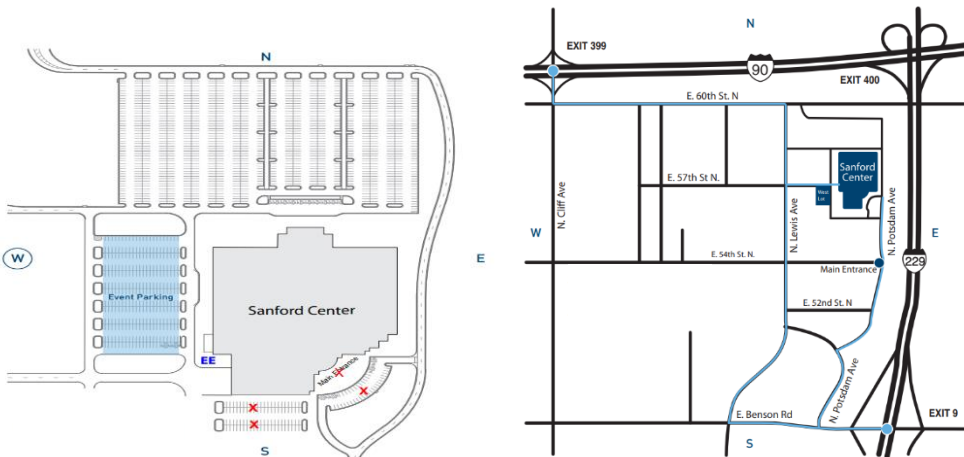 N
W
E
Event Parking
Sanford Center
EE
Main Entrance
X
X
X
X
S
N
EXIT 399
90
EXIT 400
E. 60th St. N
Sanford
Center
West
Lot
E. 57th St N.
N. Cliff Ave
N. Lewis Ave
N. Potsdam Ave
W
E
E. 54th St. N.
229
Main Entrance
E. 52nd St. N
N. Potsdam Ave
E. Benson Rd
EXIT 9
S